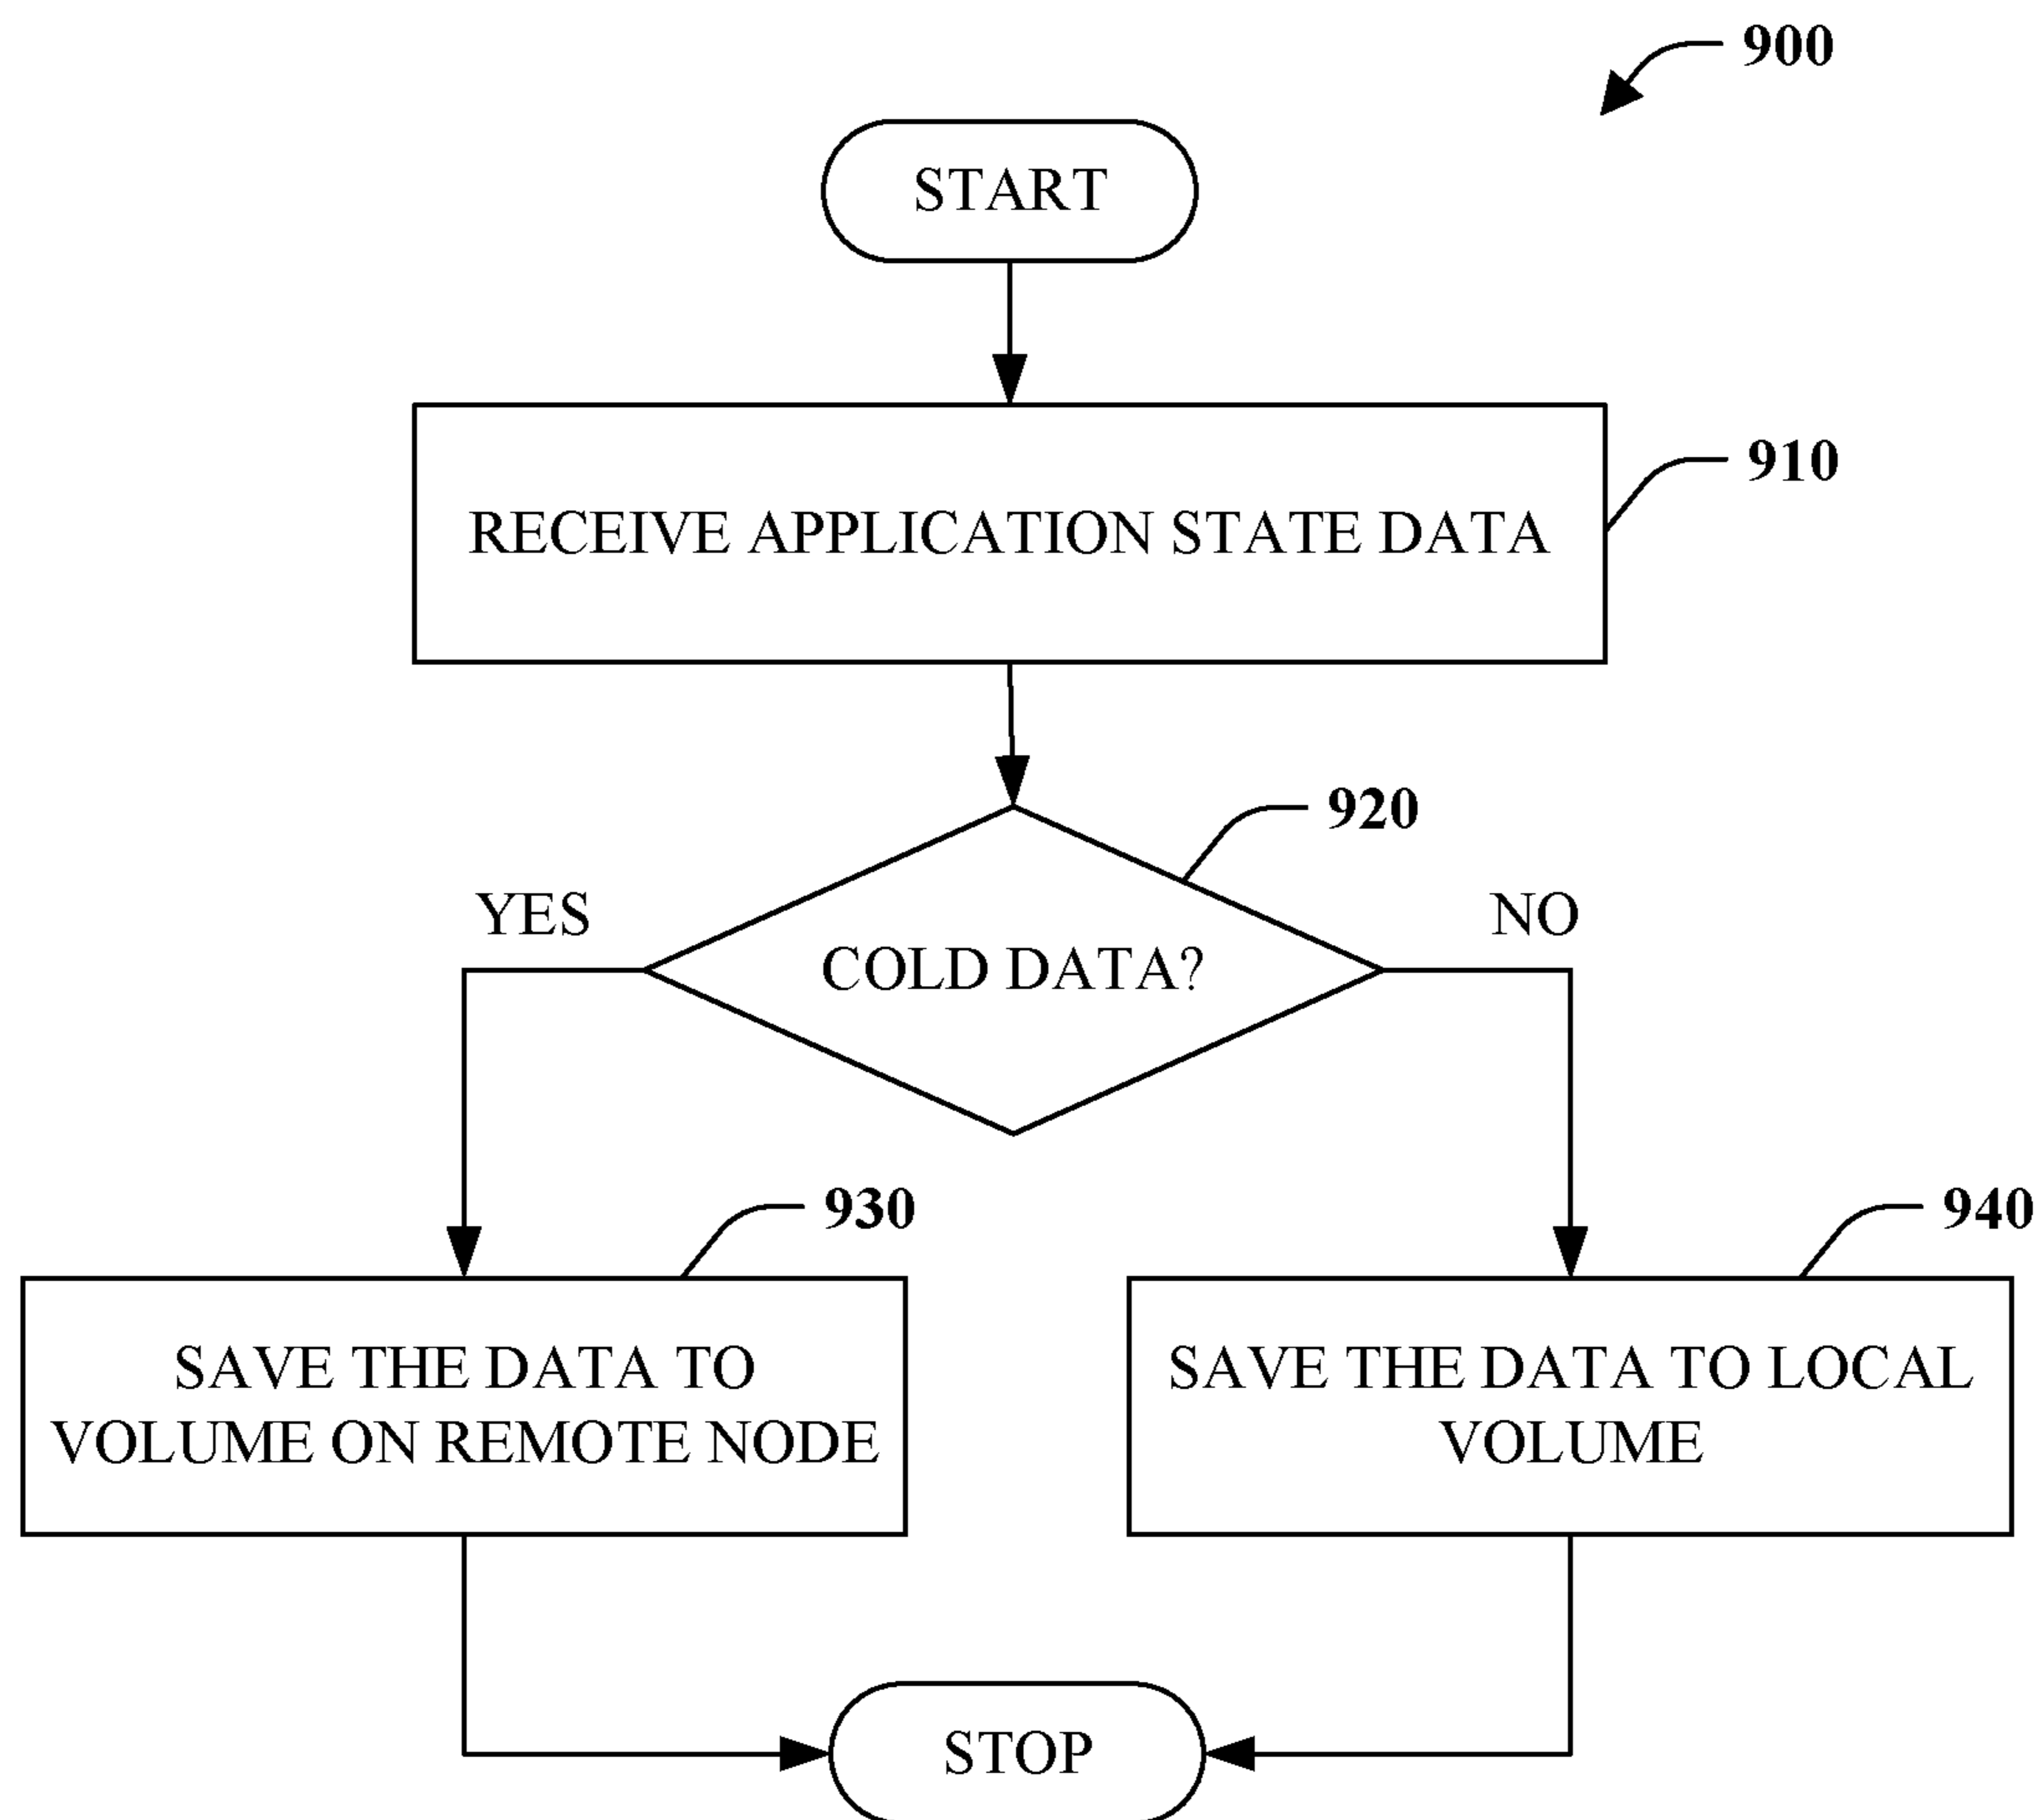 900
START
RECEIVE APPLICATION STATE DATA
910
920
YES
NO
COLD DATA?
930
940
SAVE THE DATA TO
VOLUME ON REMOTE NODE
SAVE THE DATA TO LOCAL
VOLUME
STOP